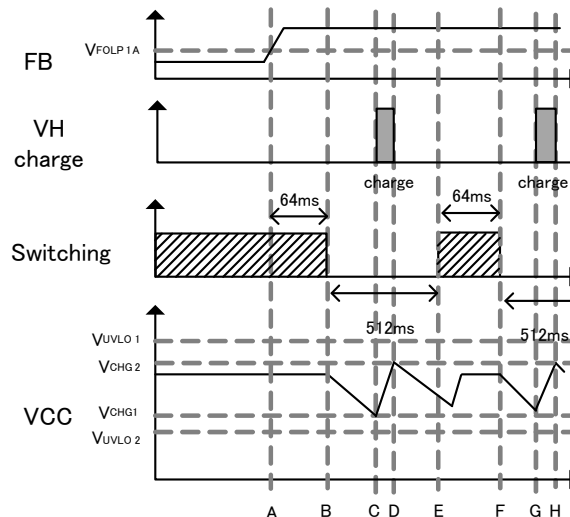 FB
VFOLP1A
VH
charge
charge
charge
64ms
64ms
Switching
512ms
512ms
VUVLO1
VCHG2
VCC
VCHG1
VUVLO2
A B C D E F G H